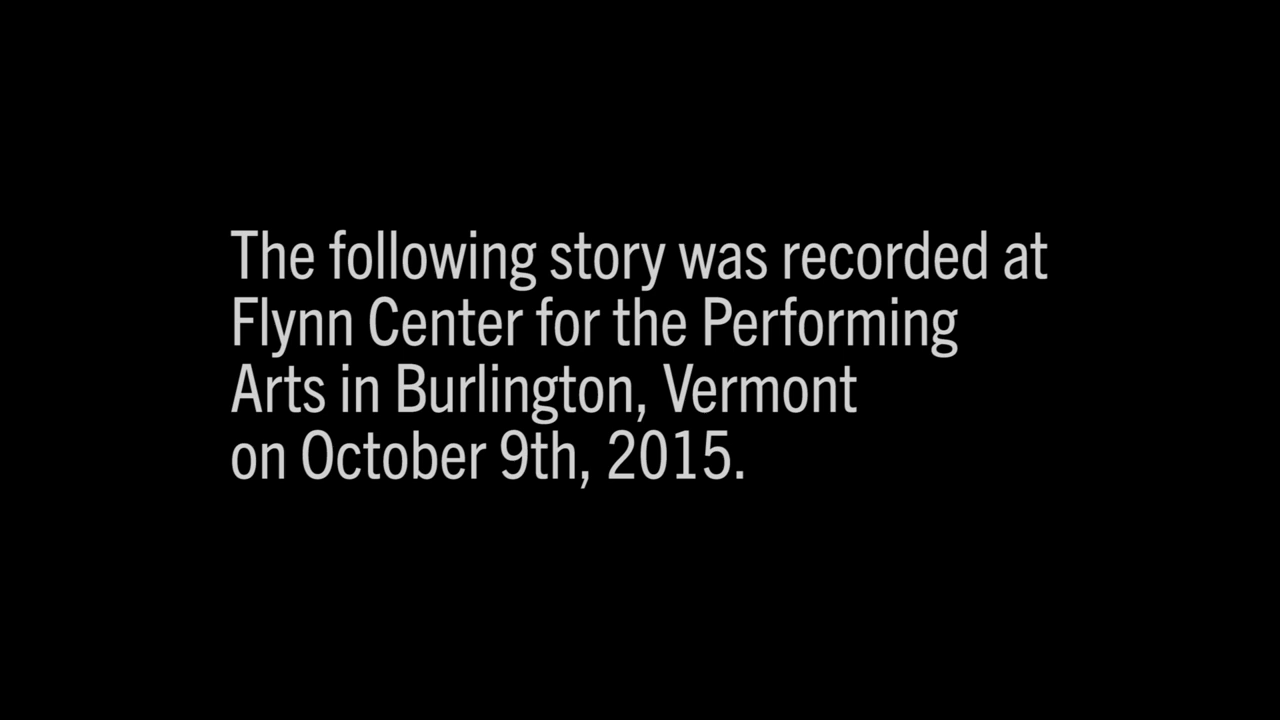 The following story was recorded at
Flynn Center for the Performing
Arts in Burlington, Vermont
on October 9th, 2015.